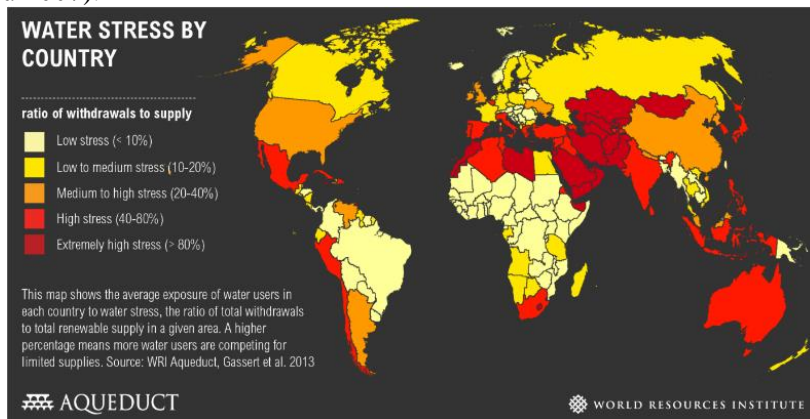 WATER STRESS BY
COUNTRY
ratio of withdrawals to supply
Low stress (< 10%)
Low to medium stress (10-20%)
Medium to high stress (20-40%)
High stress (40-80%)
Extremely high stress (> 80%)
This map shows the average exposure of water users in
each country to water stress, the ratio of total withdrawals
to total renewable supply in a given area. A higher
percentage means more water users are competing for
limited supplies. Source: WRI Aqueduct, Gassert et al. 2013
AQUEDUCT
WORLD RESOURCES INSTITUTE